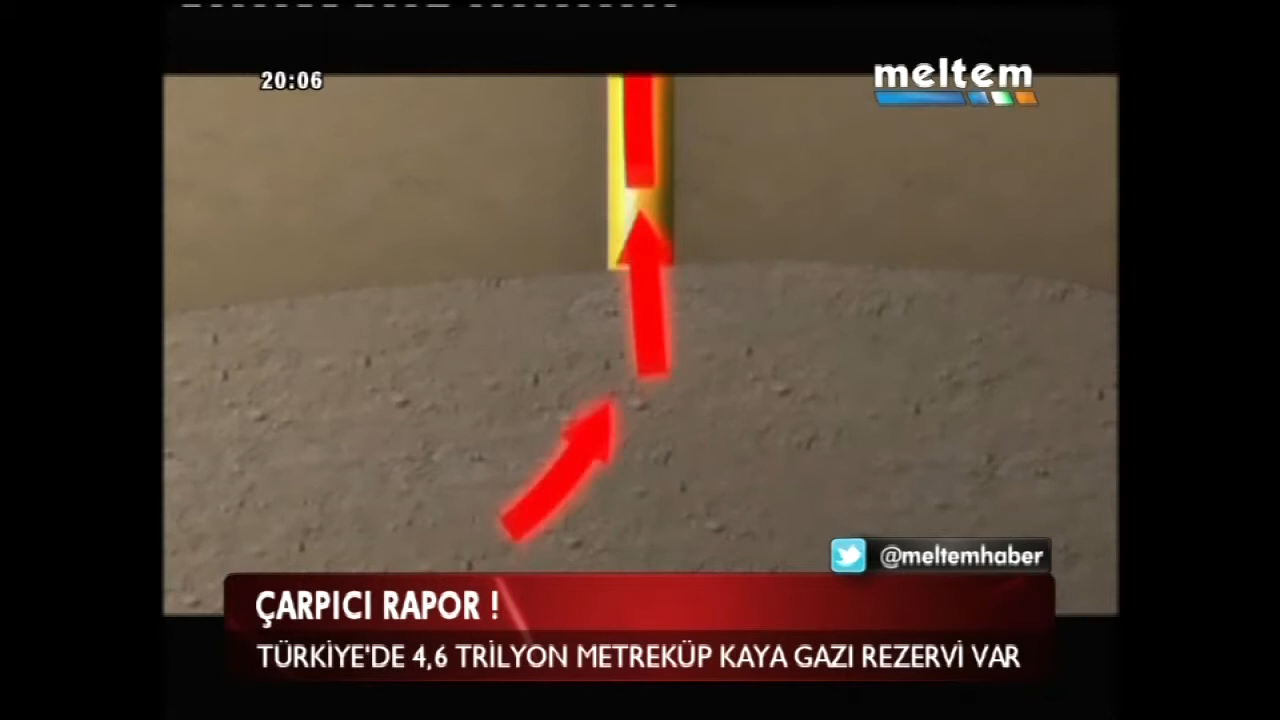 20:06
meltem
@meltemhaber
ÇARPICI RAPOR !
TÜRKİYE'DE 4,6 TRİLYON METREKÜP KAYA GAZI REZERVİ VAR